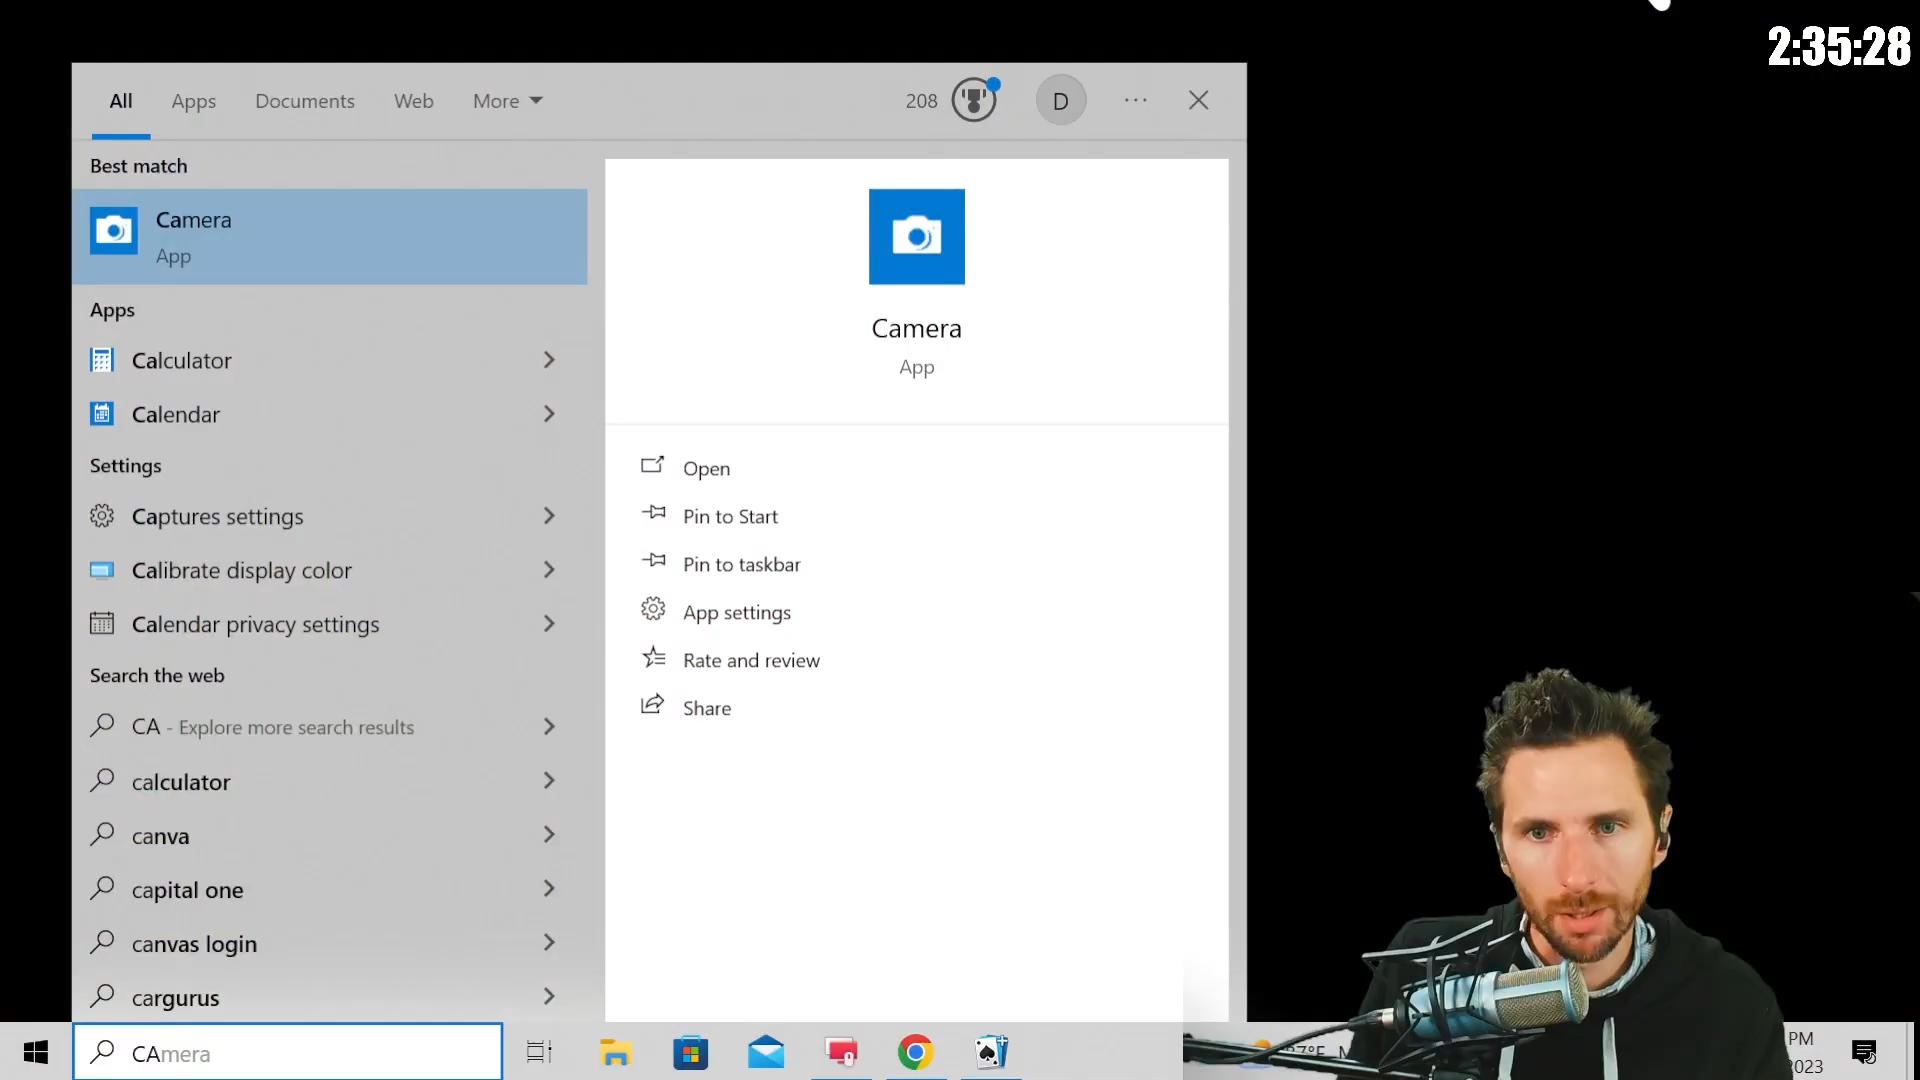 2:35:28
All Apps Documents Web More 208 D
Best match
Camera
App
Apps
Calculator
Calendar
Settings
Captures settings
Calibrate display color
Calendar privacy settings
Search the web
CA - Explore more search results
calculator
canva
capital one
canvas login
cargurus
Camera
App
Open
Pin to Start
Pin to taskbar
App settings
Rate and review
Share
CAmera
PM